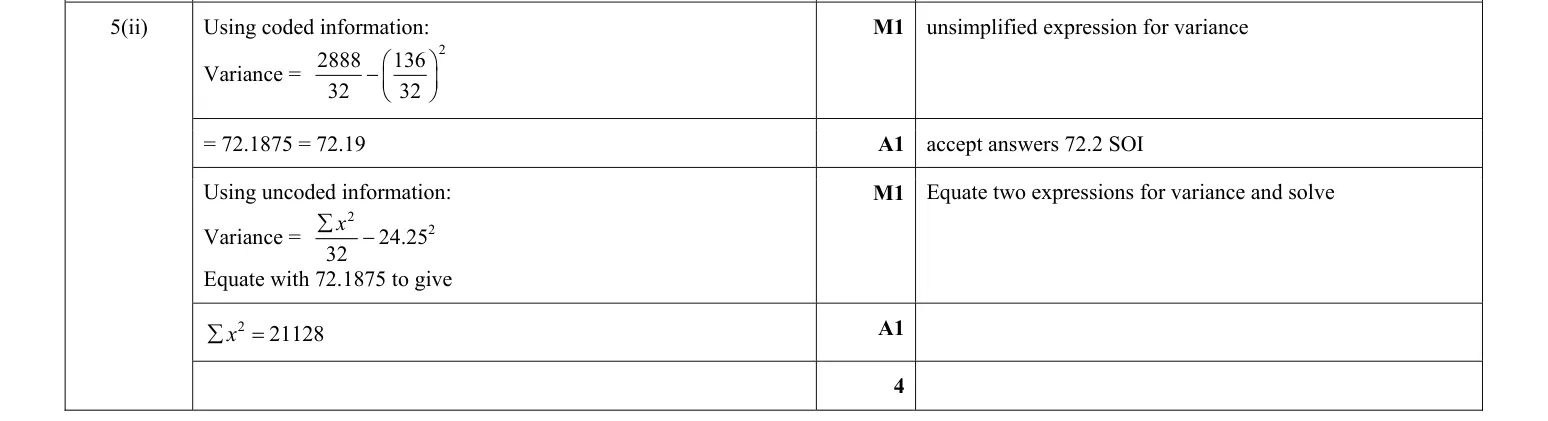 5(ii) Using coded information: M1 unsimplified expression for variance
Variance = 2888/32 − (136/32)²
= 72.1875 = 72.19 A1 accept answers 72.2 SOI
Using uncoded information: M1 Equate two expressions for variance and solve
Variance = ∑x²/32 − 24.25²
Equate with 72.1875 to give
∑x² = 21128 A1
4